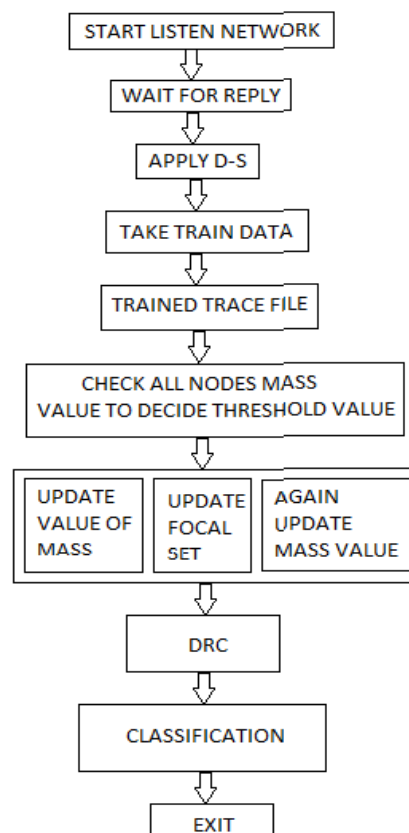 START LISTEN NETWORK
WAIT FOR REPLY
APPLY D-S
TAKE TRAIN DATA
TRAINED TRACE FILE
CHECK ALL NODES MASS
VALUE TO DECIDE THRESHOLD VALUE
UPDATE
VALUE OF
MASS
UPDATE
FOCAL
SET
AGAIN
UPDATE
MASS VALUE
DRC
CLASSIFICATION
EXIT